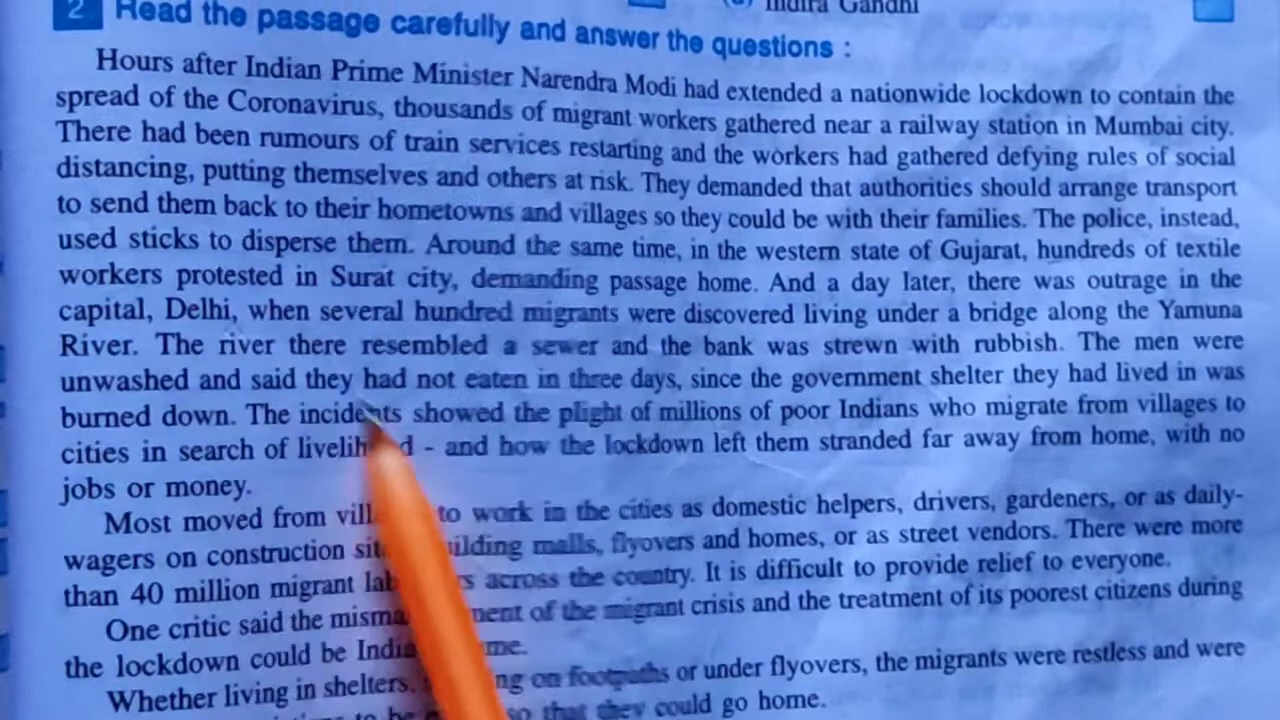 2 Read the passage carefully and answer the questions :
Indira Gandhi
Hours after Indian Prime Minister Narendra Modi had extended a nationwide lockdown to contain the
spread of the Coronavirus, thousands of migrant workers gathered near a railway station in Mumbai city.
There had been rumours of train services restarting and the workers had gathered defying rules of social
distancing, putting themselves and others at risk. They demanded that authorities should arrange transport
to send them back to their hometowns and villages so they could be with their families. The police, instead,
used sticks to disperse them. Around the same time, in the western state of Gujarat, hundreds of textile
workers protested in Surat city, demanding passage home. And a day later, there was outrage in the
capital, Delhi, when several hundred migrants were discovered living under a bridge along the Yamuna
River. The river there resembled a sewer and the bank was strewn with rubbish. The men were
unwashed and said they had not eaten in three days, since the government shelter they had lived in was
burned down. The incidents showed the plight of millions of poor Indians who migrate from villages to
cities in search of - and how the lockdown left them stranded far away from home, with no
jobs or money.
Most moved from to work in the cities as domestic helpers, drivers, gardeners, or as daily-
wagers on construction malls, flyovers and homes, or as street vendors. There were more
than 40 million migrant across the country. It is difficult to provide relief to everyone.
One critic said the of the migrant crisis and the treatment of its poorest citizens during
the lockdown could be
Whether living in shelters, on footpaths or under flyovers, the migrants were restless and were
to be so that they could go home.